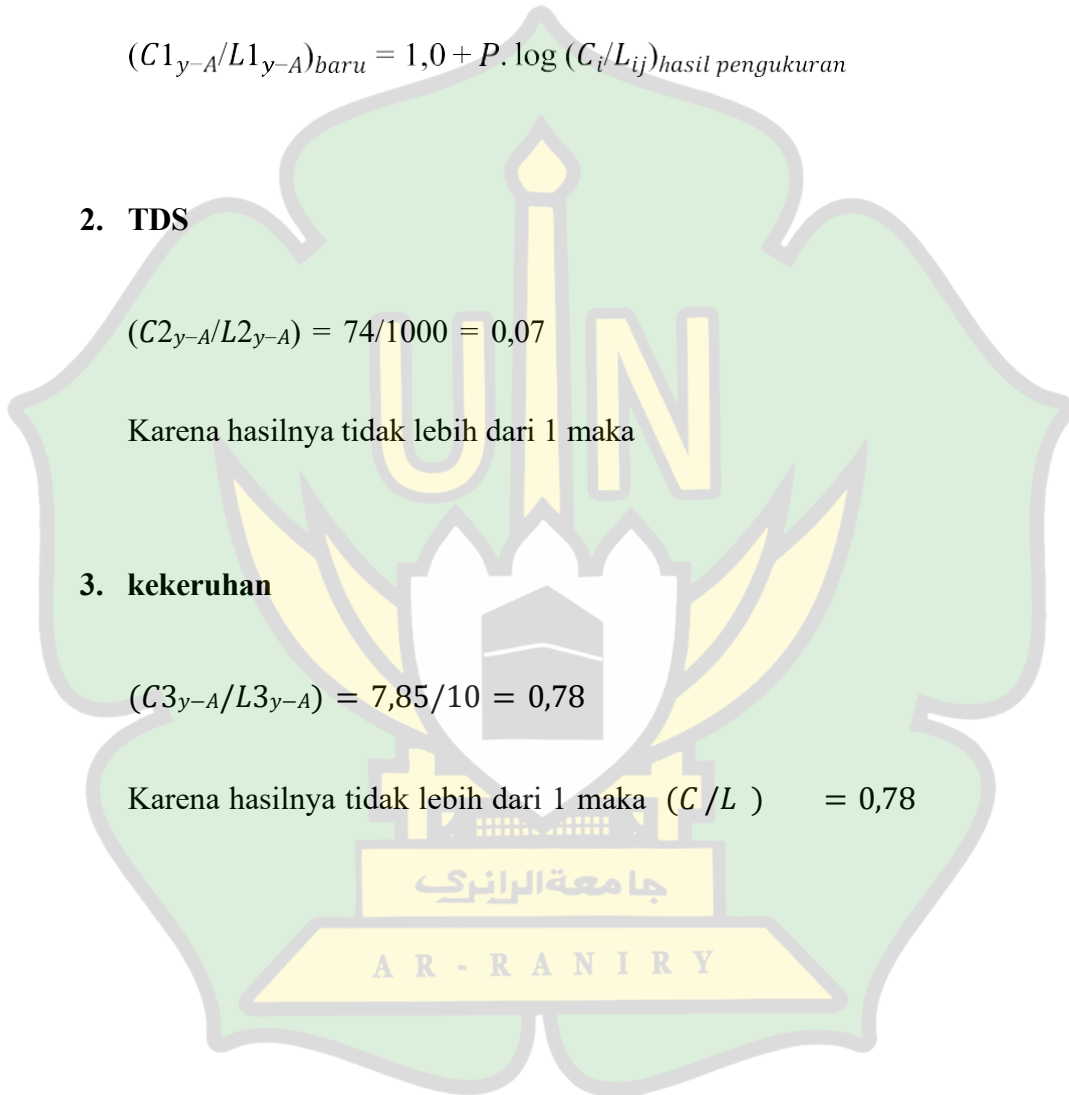 (C1y−A/L1y−A)baru = 1,0 + P. log (Ci/Lij)hasil pengukuran
2. TDS
(C2y−A/L2y−A) = 74/1000 = 0,07
Karena hasilnya tidak lebih dari 1 maka
UIN
3. kekeruhan
(C3y−A/L3y−A) = 7,85/10 = 0,78
Karena hasilnya tidak lebih dari 1 maka (C /L ) = 0,78
جامعة الرانري
AR-RANIRY